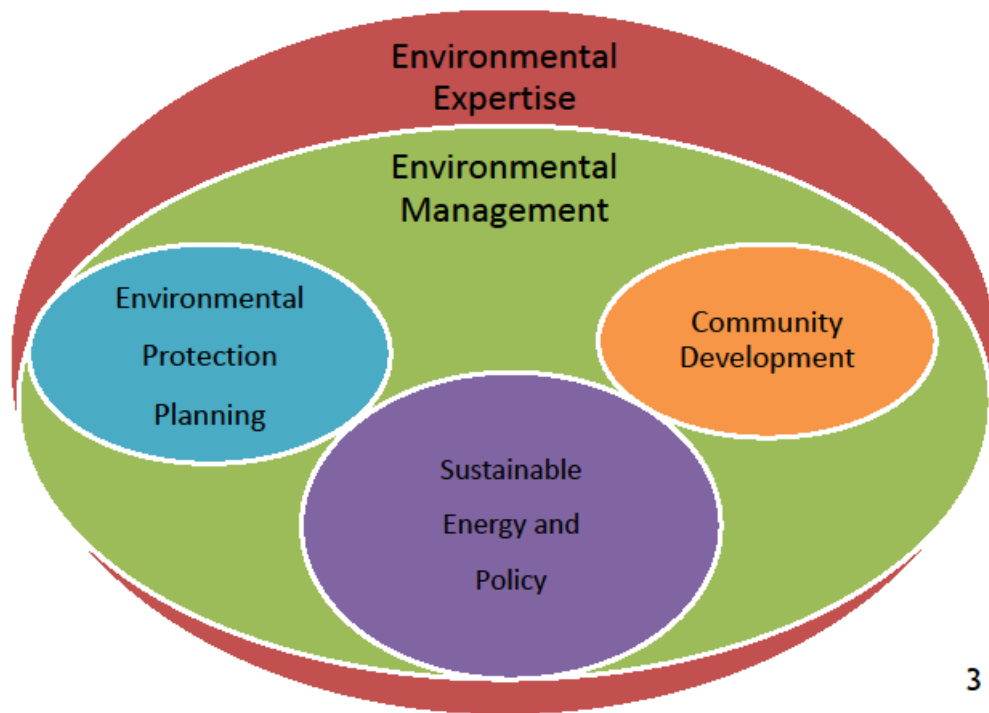 Environmental
Expertise
Environmental
Management
Environmental
Protection
Planning
Community
Development
Sustainable
Energy and
Policy
3